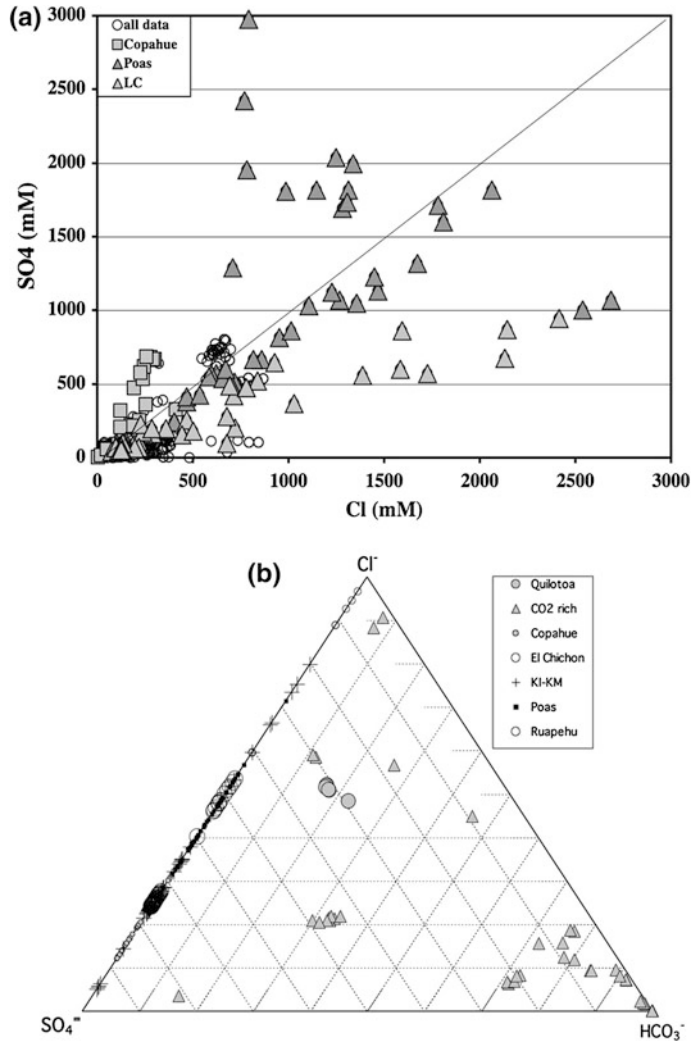 (a)
3000
2500
2000
1500
1000
500
0
SO4 (mM)
all data
Copahue
Poas
LC
0 500 1000 1500 2000 2500 3000
Cl (mM)
(b)
Cl⁻
SO₄⁼
HCO₃⁻
Quilotoa
CO2 rich
Copahue
El Chichon
KI-KM
Poas
Ruapehu